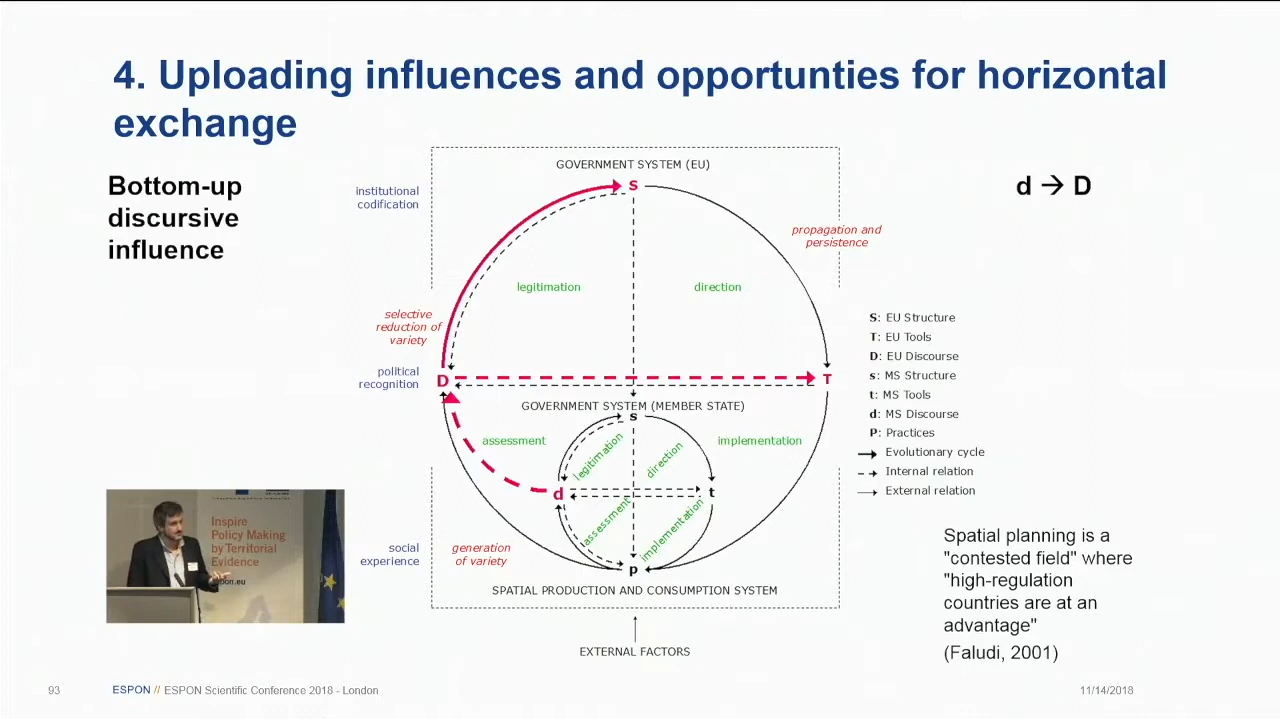 4. Uploading influences and opportunties for horizontal
exchange
Bottom-up
discursive
influence
d → D
GOVERNMENT SYSTEM (EU)
institutional
codification
S
propagation and
persistence
legitimation
direction
selective
reduction of
variety
political
recognition
D
T
GOVERNMENT SYSTEM (MEMBER STATE)
s
assessment
implementation
legitimation
direction
d
t
assessment
implementation
social
experience
generation
of variety
p
SPATIAL PRODUCTION AND CONSUMPTION SYSTEM
EXTERNAL FACTORS
S: EU Structure
T: EU Tools
D: EU Discourse
s: MS Structure
t: MS Tools
d: MS Discourse
P: Practices
Evolutionary cycle
Internal relation
External relation
Inspire
Policy Making
by Territorial
Evidence
Spatial planning is a
"contested field" where
"high-regulation
countries are at an
advantage"
(Faludi, 2001)
93
ESPON // ESPON Scientific Conference 2018 - London
11/14/2018